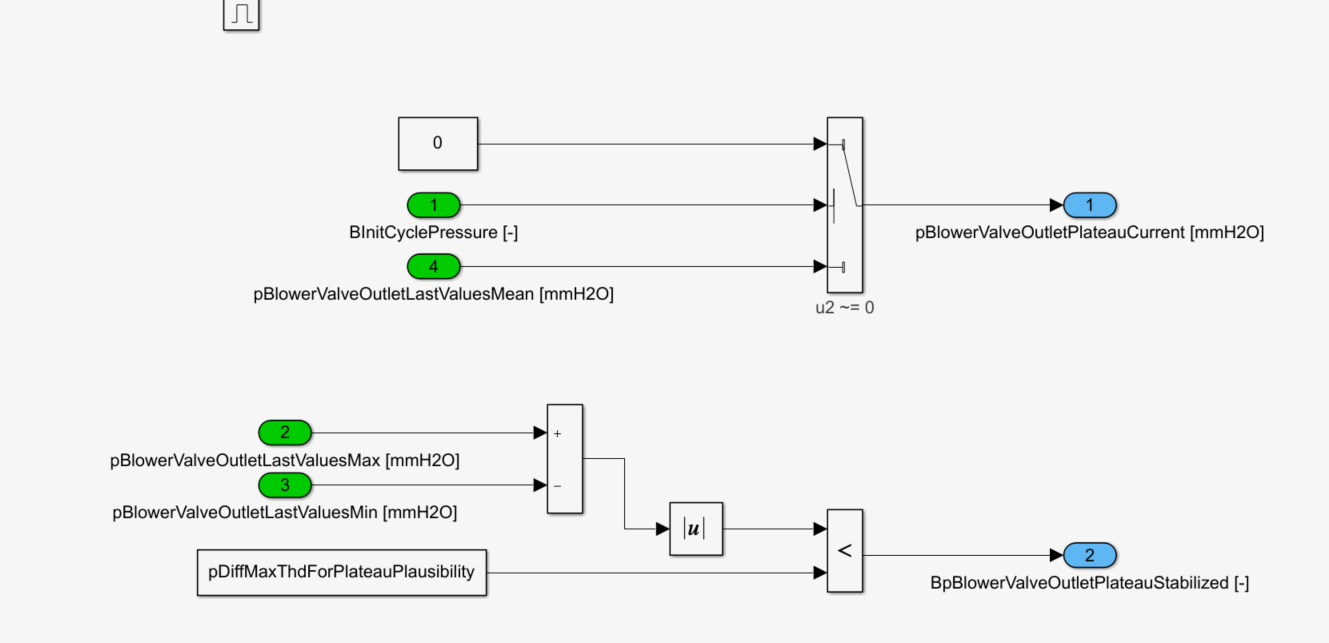 0
1
BInitCyclePressure [-]
4
pBlowerValveOutletLastValuesMean [mmH2O]
u2 ~= 0
1
pBlowerValveOutletPlateauCurrent [mmH2O]
2
pBlowerValveOutletLastValuesMax [mmH2O]
3
pBlowerValveOutletLastValuesMin [mmH2O]
+
−
|u|
pDiffMaxThdForPlateauPlausibility
<
2
BpBlowerValveOutletPlateauStabilized [-]